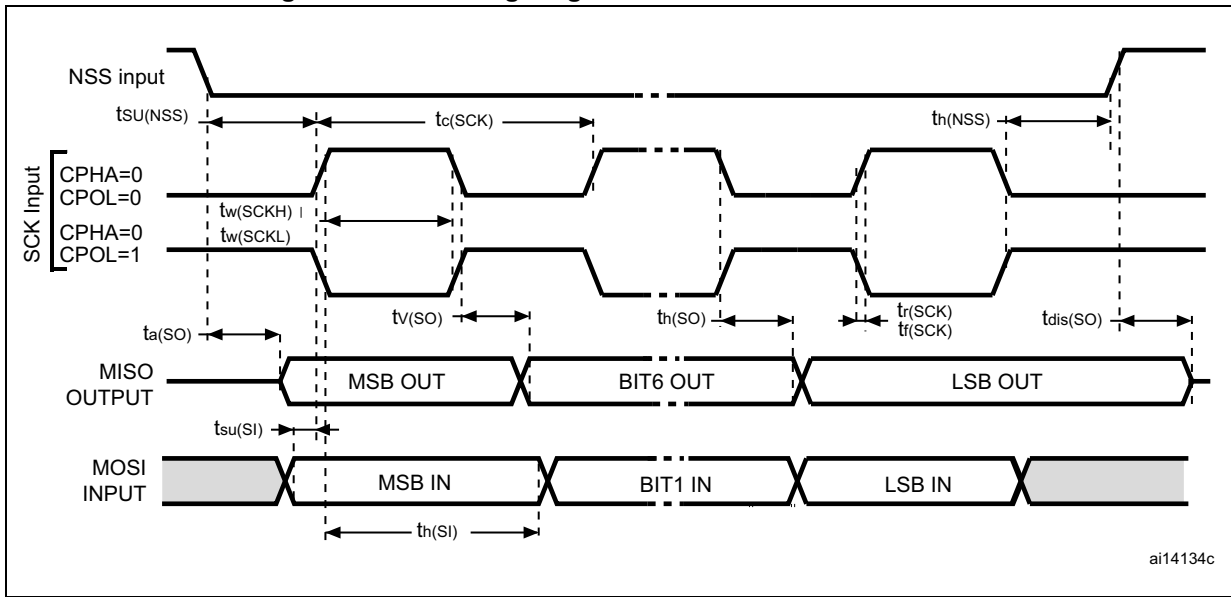 NSS input
tSU(NSS)
tc(SCK)
th(NSS)
SCK Input
CPHA=0
CPOL=0
tw(SCKH)
CPHA=0
tw(SCKL)
CPOL=1
tV(SO)
th(SO)
tr(SCK)
tf(SCK)
ta(SO)
tdis(SO)
MISO
OUTPUT
MSB OUT
BIT6 OUT
LSB OUT
tsu(SI)
MOSI
INPUT
MSB IN
BIT1 IN
LSB IN
th(SI)
ai14134c